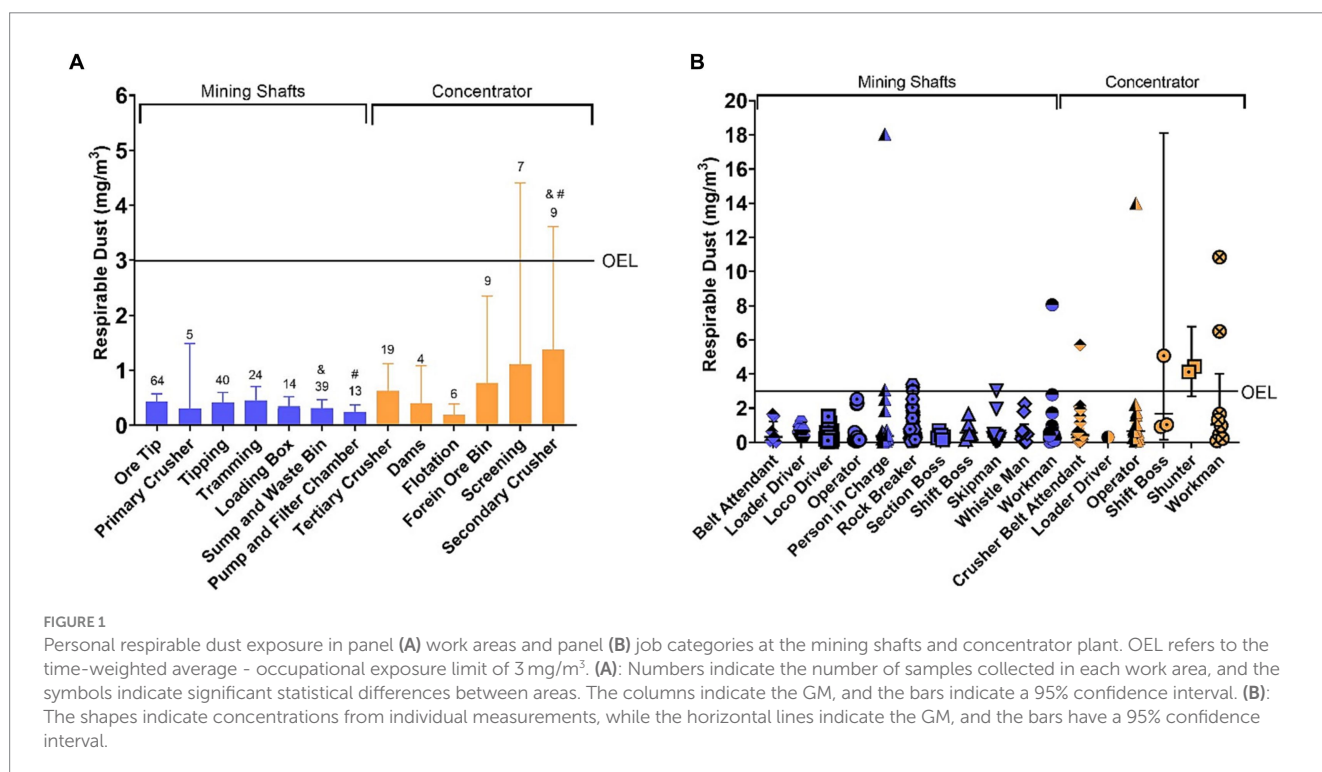 A
Mining Shafts
Concentrator
Respirable Dust (mg/m³)
6
5
4
3
2
1
0
64
5
40
24
14
&
39
#
13
19
4
6
9
7
& #
9
OEL
Ore Tip
Primary Crusher
Tipping
Tramming
Loading Box
Sump and Waste Bin
Pump and Filter Chamber
Tertiary Crusher
Dams
Flotation
Forein Ore Bin
Screening
Secondary Crusher
B
Mining Shafts
Concentrator
Respirable Dust (mg/m³)
20
18
16
14
12
10
8
6
4
2
0
OEL
Belt Attendant
Loader Driver
Loco Driver
Operator
Person in Charge
Rock Breaker
Section Boss
Shift Boss
Skipman
Whistle Man
Workman
Crusher Belt Attendant
Loader Driver
Operator
Shift Boss
Shunter
Workman
FIGURE 1
Personal respirable dust exposure in panel (A) work areas and panel (B) job categories at the mining shafts and concentrator plant. OEL refers to the
time-weighted average - occupational exposure limit of 3 mg/m³. (A): Numbers indicate the number of samples collected in each work area, and the
symbols indicate significant statistical differences between areas. The columns indicate the GM, and the bars indicate a 95% confidence interval. (B):
The shapes indicate concentrations from individual measurements, while the horizontal lines indicate the GM, and the bars have a 95% confidence
interval.